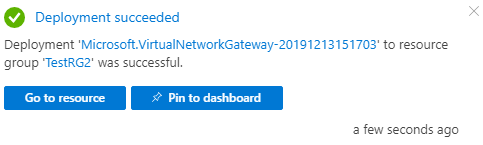 Deployment succeeded
Deployment 'Microsoft.VirtualNetworkGateway-20191213151703' to resource
group 'TestRG2' was successful.
Go to resource Pin to dashboard
a few seconds ago